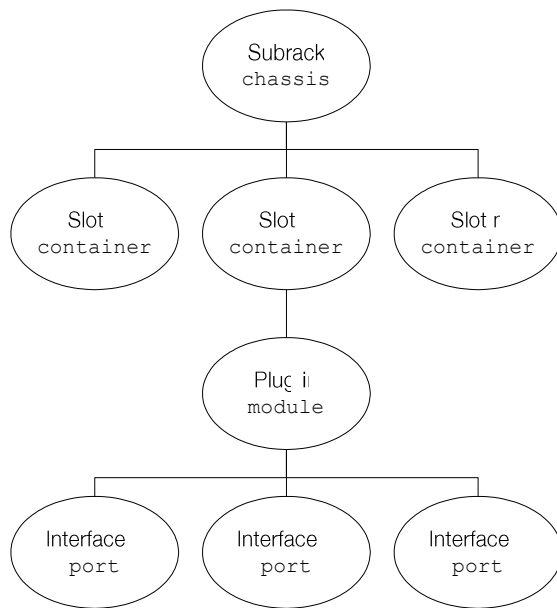 Subrack
chassis
Slot
container
Slot
container
Slot
container
module
Interface
port
Interface
port
Interface
port